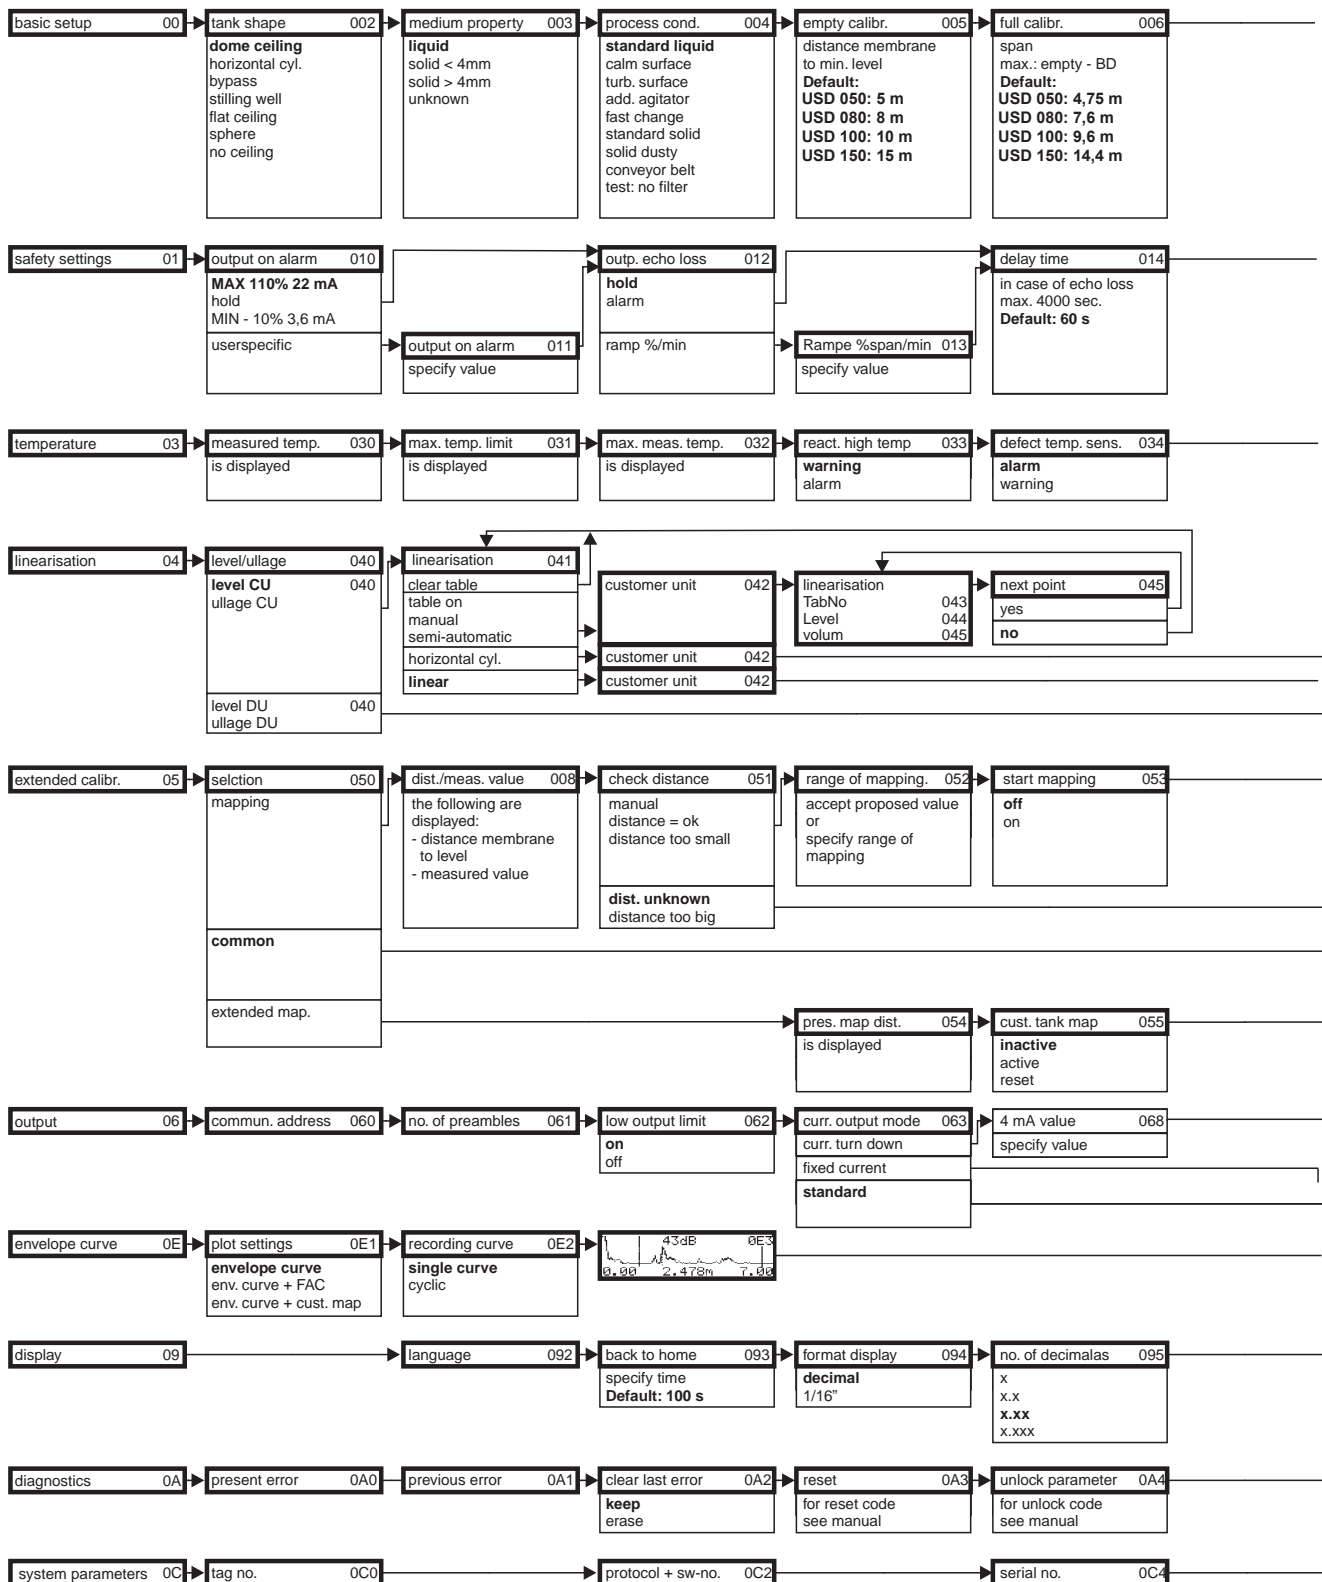 basic setup 00
tank shape 002
dome ceiling
horizontal cyl.
bypass
stilling well
flat ceiling
sphere
no ceiling
medium property 003
liquid
solid < 4mm
solid > 4mm
unknown
process cond. 004
standard liquid
calm surface
turb. surface
add. agitator
fast change
standard solid
solid dusty
conveyor belt
test: no filter
empty calibr. 005
distance membrane
to min. level
Default:
USD 050: 5 m
USD 080: 8 m
USD 100: 10 m
USD 150: 15 m
full calibr. 006
span
max.: empty - BD
Default:
USD 050: 4,75 m
USD 080: 7,6 m
USD 100: 9,6 m
USD 150: 14,4 m
safety settings 01
output on alarm 010
MAX 110% 22 mA
hold
MIN - 10% 3,6 mA
userspecific
output on alarm 011
specify value
outp. echo loss 012
hold
alarm
ramp %/min
Rampe %span/min 013
specify value
delay time 014
in case of echo loss
max. 4000 sec.
Default: 60 s
temperature 03
measured temp. 030
is displayed
max. temp. limit 031
is displayed
max. meas. temp. 032
is displayed
react. high temp 033
warning
alarm
defect temp. sens. 034
alarm
warning
linearisation 04
level/ullage 040
level CU 040
ullage CU
level DU 040
ullage DU
linearisation 041
clear table
table on
manual
semi-automatic
horizontal cyl.
linear
customer unit 042
customer unit 042
customer unit 042
linearisation
TabNo 043
Level 044
volum 045
next point 045
yes
no
extended calibr. 05
selction 050
mapping
common
extended map.
dist./meas. value 008
the following are
displayed:
- distance membrane
to level
- measured value
check distance 051
manual
distance = ok
distance too small
dist. unknown
distance too big
range of mapping. 052
accept proposed value
or
specify range of
mapping
start mapping 053
off
on
pres. map dist. 054
is displayed
cust. tank map 055
inactive
active
reset
output 06
commun. address 060
no. of preambles 061
low output limit 062
on
off
curr. output mode 063
curr. turn down
fixed current
standard
4 mA value 068
specify value
envelope curve 0E
plot settings 0E1
envelope curve
env. curve + FAC
env. curve + cust. map
recording curve 0E2
single curve
cyclic
43dB 0E3
0.00 2.478m 7.00
display 09
language 092
back to home 093
specify time
Default: 100 s
format display 094
decimal
1/16”
no. of decimalas 095
x
x.x
x.xx
x.xxx
diagnostics 0A
present error 0A0
previous error 0A1
clear last error 0A2
keep
erase
reset 0A3
for reset code
see manual
unlock parameter 0A4
for unlock code
see manual
system parameters 0C
tag no. 0C0
protocol + sw-no. 0C2
serial no. 0C4